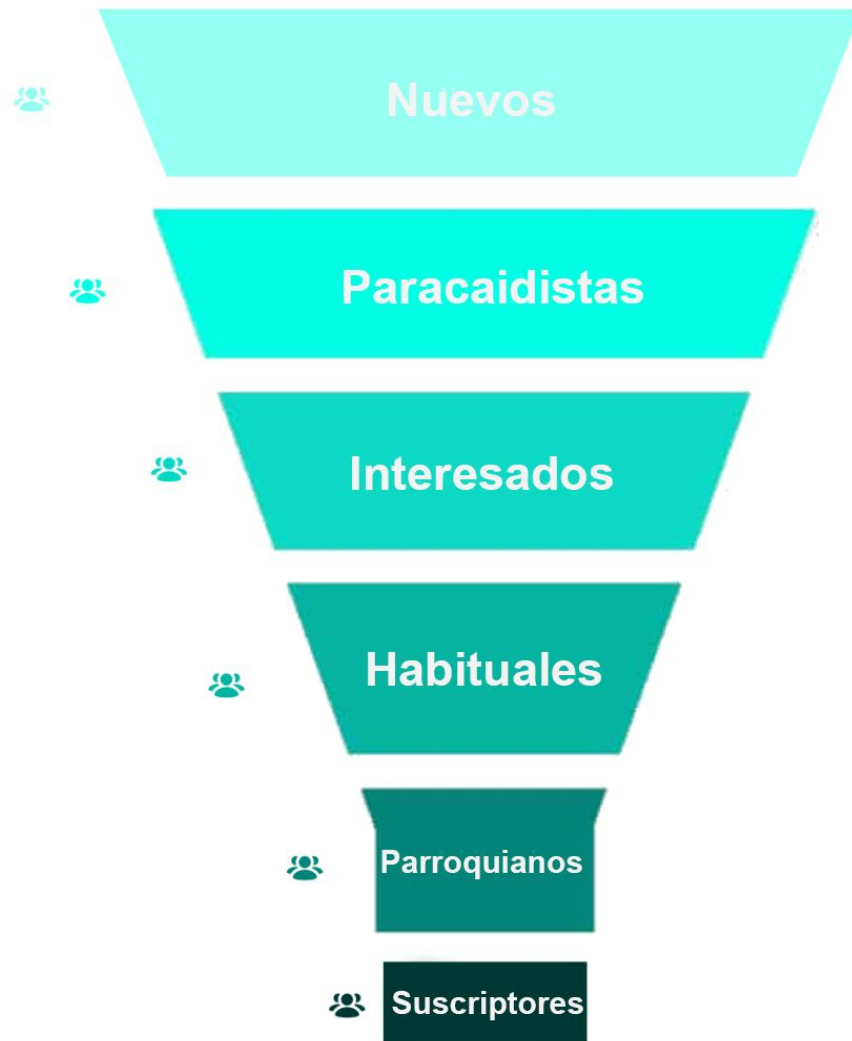 Nuevos
Paracaidistas
Interesados
Habituales
Parroquianos
Suscriptores